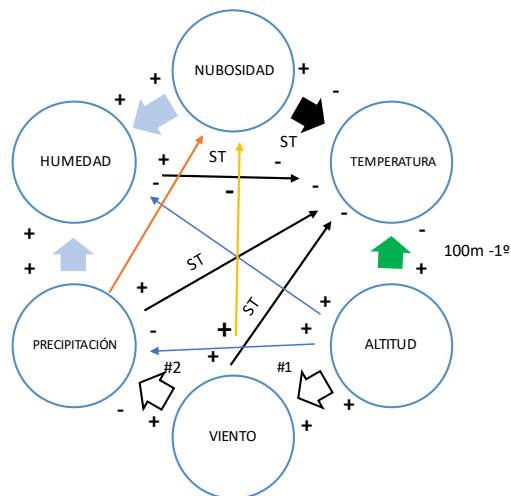 NUBOSIDAD
+ +
+ -
ST
HUMEDAD
+ ST -
TEMPERATURA
- - -
-
+ -
+ + 100m -1º
ST
+ +
PRECIPITACIÓN
- + ST +
ALTITUD
+
#2 #1
- + + +
VIENTO